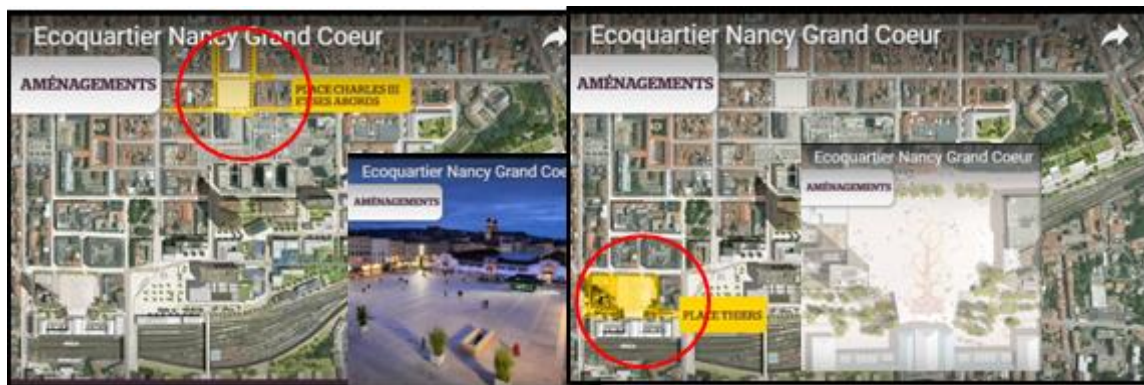 Ecoquartier Nancy Grand Coeur
AMÉNAGEMENTS
PLACE CHARLES III
ET SES ABORDS
Ecoquartier Nancy Grand Coe
AMÉNAGEMENTS
Ecoquartier Nancy Grand Coeur
AMÉNAGEMENTS
PLACE THIERS
Ecoquartier Nancy Grand Coeur
AMÉNAGEMENTS